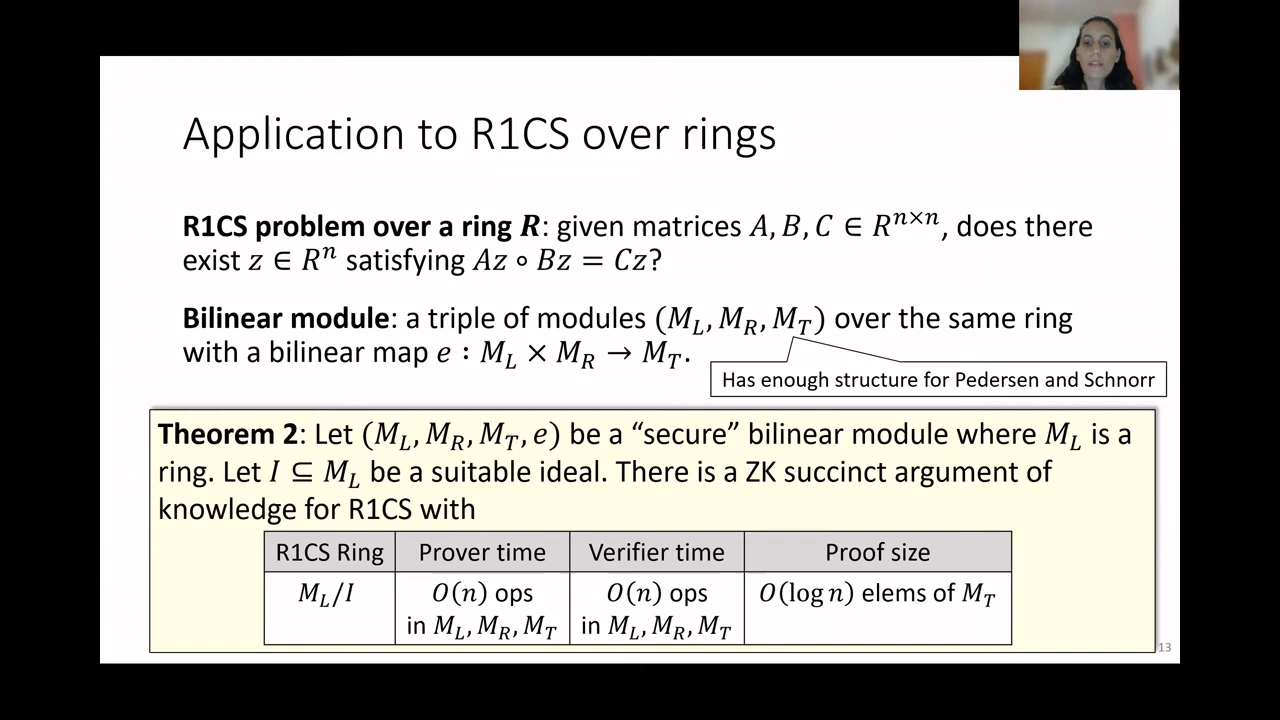 Application to R1CS over rings
R1CS problem over a ring R: given matrices A, B, C ∈ Rⁿˣⁿ, does there
exist z ∈ Rⁿ satisfying Az ∘ Bz = Cz?
Bilinear module: a triple of modules (M_L, M_R, M_T) over the same ring
with a bilinear map e : M_L × M_R → M_T.
Has enough structure for Pedersen and Schnorr
Theorem 2: Let (M_L, M_R, M_T, e) be a “secure” bilinear module where M_L is a
ring. Let I ⊆ M_L be a suitable ideal. There is a ZK succinct argument of
knowledge for R1CS with
R1CS Ring Prover time Verifier time Proof size
M_L/I O(n) ops O(n) ops O(log n) elems of M_T
in M_L, M_R, M_T in M_L, M_R, M_T
13